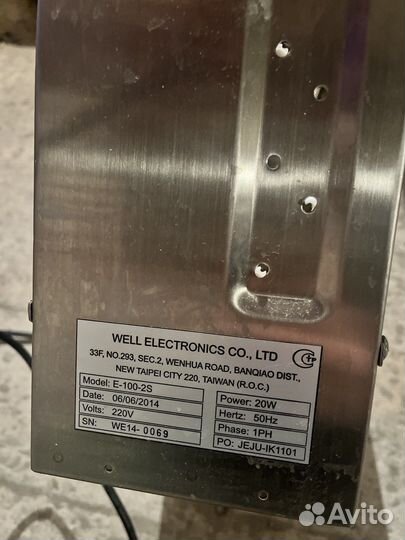 WELL ELECTRONICS CO., LTD
33F, NO.293, SEC.2, WENHUA ROAD, BANQIAO DIST.,
NEW TAIPEI CITY 220, TAIWAN (R.O.C.)
Model: E-100-2S
Date: 06/06/2014
Volts: 220V
SN: WE14-0069
Power: 20W
Hertz: 50Hz
Phase: 1PH
PO: JEJU-IK1101
Avito